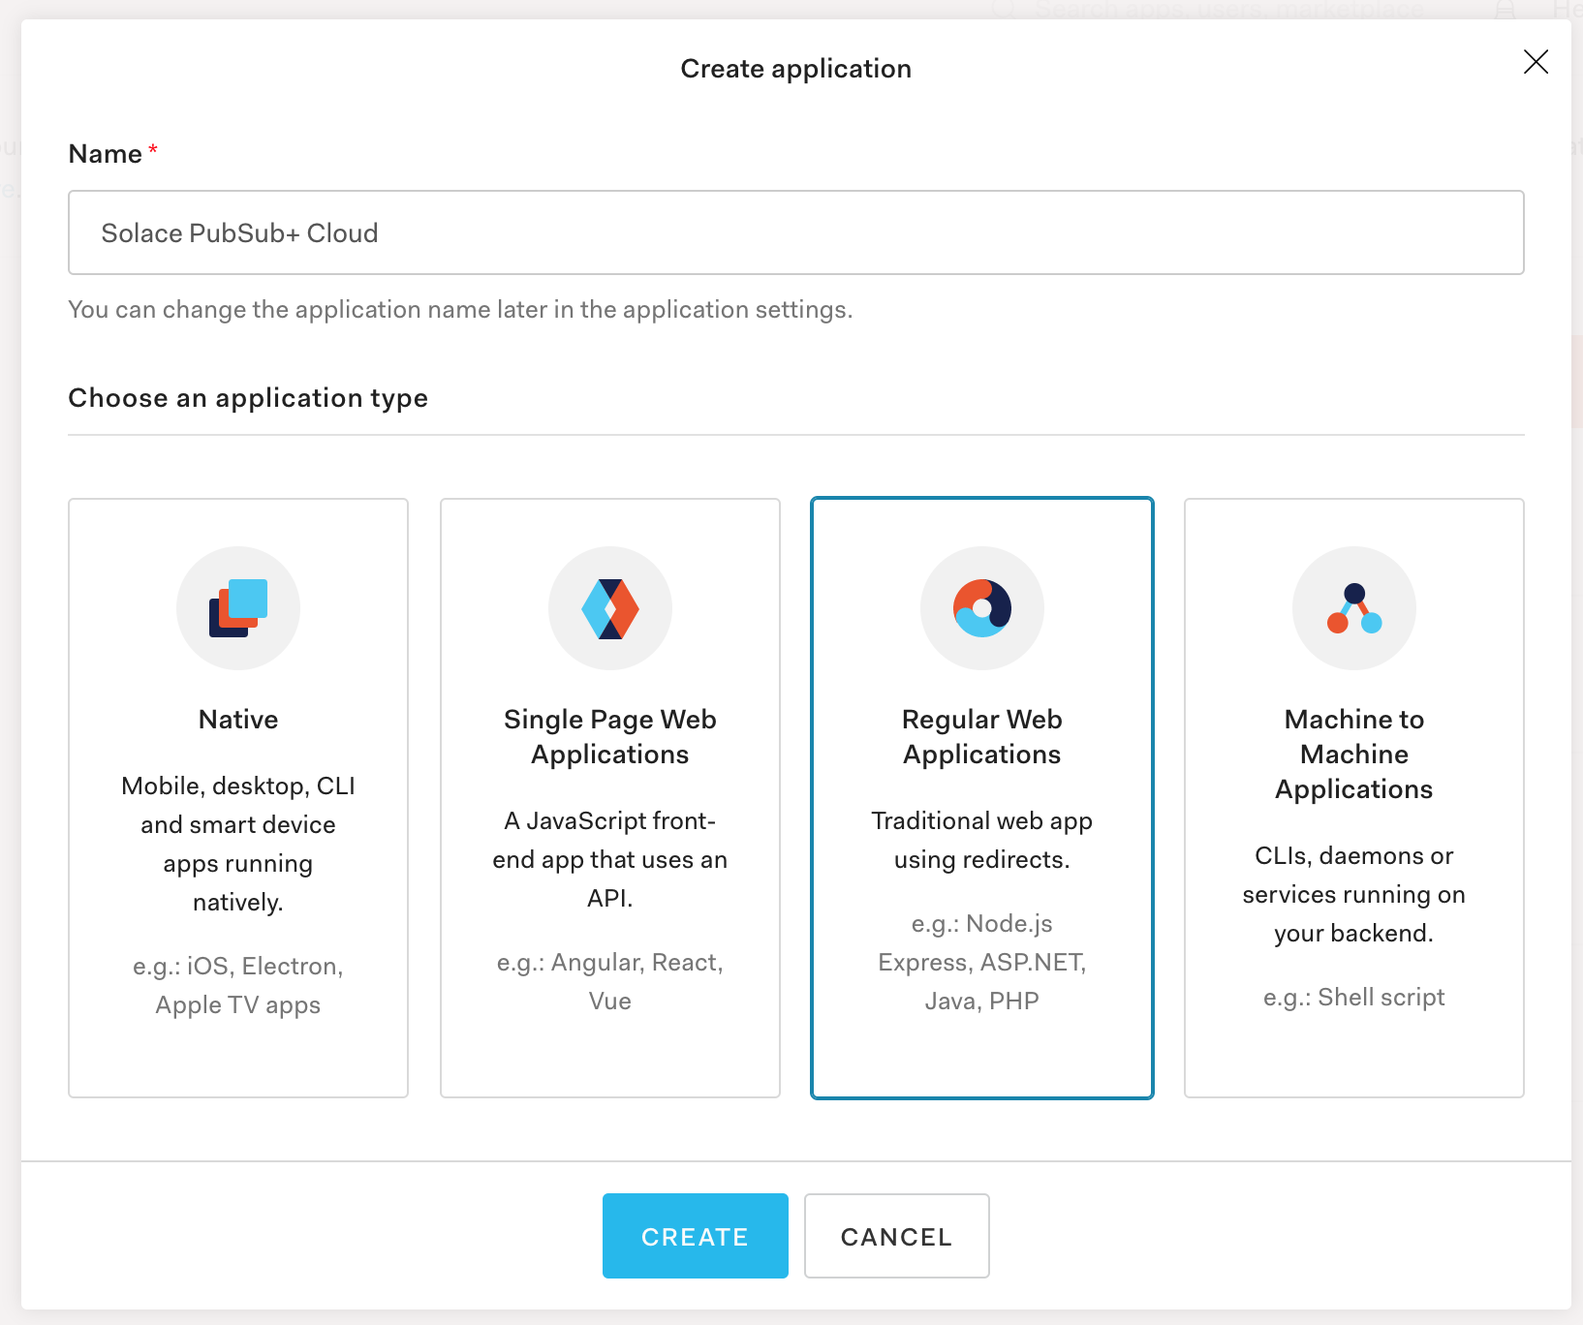 Search apps, users, marketplace
Create application
Name *
Solace PubSub+ Cloud
You can change the application name later in the application settings.
Choose an application type
Native
Mobile, desktop, CLI
and smart device
apps running
natively.
e.g.: iOS, Electron,
Apple TV apps
Single Page Web
Applications
A JavaScript front-
end app that uses an
API.
e.g.: Angular, React,
Vue
Regular Web
Applications
Traditional web app
using redirects.
e.g.: Node.js
Express, ASP.NET,
Java, PHP
Machine to
Machine
Applications
CLIs, daemons or
services running on
your backend.
e.g.: Shell script
CREATE
CANCEL